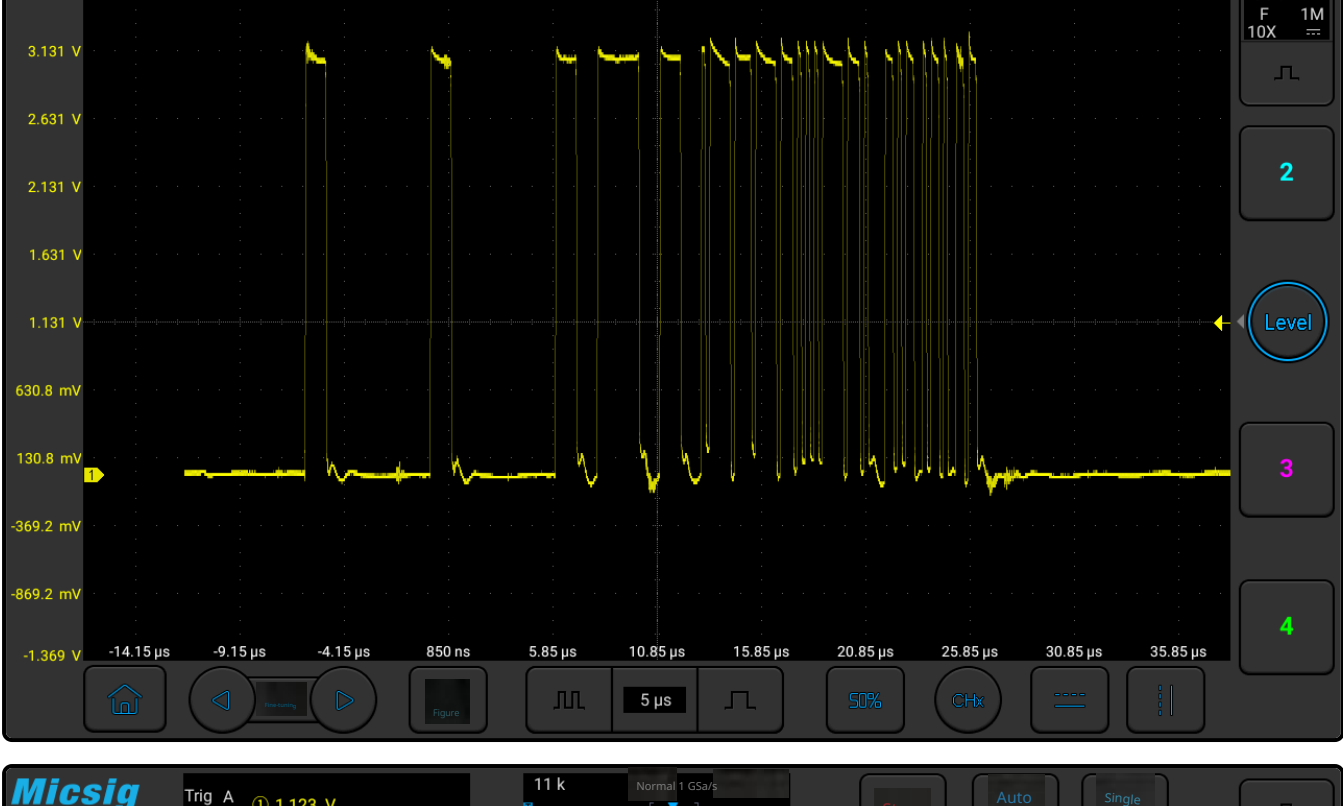 F 1M
10X
3.131 V
2.631 V
2.131 V
2
1.631 V
1.131 V
Level
630.8 mV
130.8 mV
1
3
-369.2 mV
-869.2 mV
4
-1.369 V
-14.15 µs -9.15 µs -4.15 µs 850 ns 5.85 µs 10.85 µs 15.85 µs 20.85 µs 25.85 µs 30.85 µs 35.85 µs
5 µs
50%
CHx
Figure
Micsig
Trig A
1 1.123 V
11 k
Normal 1 GSa/s
Auto
Single